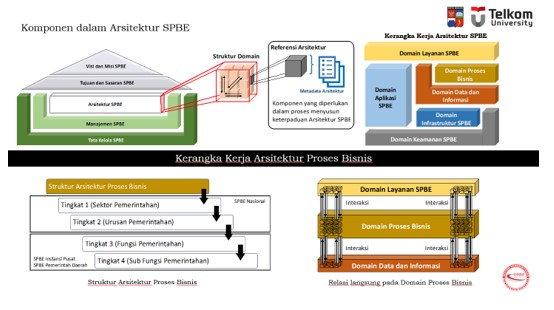 Telkom
University
Komponen dalam Arsitektur SPBE
Visi dan Misi SPBE
Tujuan dan Sasaran SPBE
Arsitektur SPBE
Manajemen SPBE
Tata Kelola SPBE
Struktur Domain
Referensi Arsitektur
Metadata Arsitektur
Komponen yang diperlukan
dalam proses menyusun
keterpaduan Arsitektur SPBE
Kerangka Kerja Arsitektur SPBE
Domain Layanan SPBE
Domain
Aplikasi
SPBE
Domain Proses
Bisnis
Domain Data dan
Informasi
Domain
Infrastruktur SPBE
Domain Keamanan SPBE
Kerangka Kerja Arsitektur Proses Bisnis
Struktur Arsitektur Proses Bisnis
Tingkat 1 (Sektor Pemerintahan)
SPBE Nasional
Tingkat 2 (Urusan Pemerintahan)
Tingkat 3 (Fungsi Pemerintahan)
SPBE Instansi Pusat
SPBE Pemerintah Daerah
Tingkat 4 (Sub Fungsi Pemerintahan)
Struktur Arsitektur Proses Bisnis
Domain Layanan SPBE
Interaksi
Interaksi
Domain Proses Bisnis
Interaksi
Interaksi
Domain Data dan Informasi
Relasi langsung pada Domain Proses Bisnis